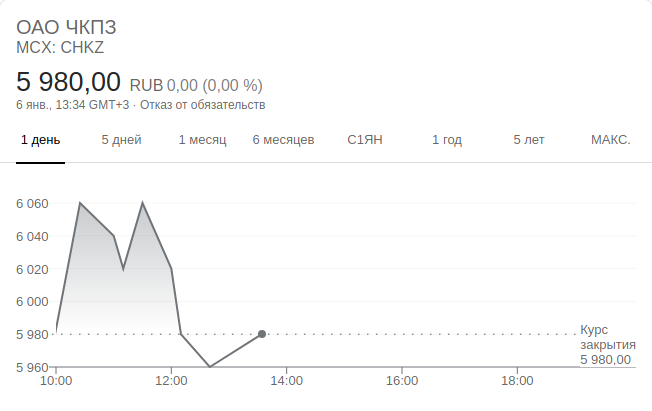 ОАО ЧКПЗ
MCX: CHKZ
5 980,00 RUB 0,00 (0,00 %)
6 янв., 13:34 GMT+3 · Отказ от обязательств
1 день 5 дней 1 месяц 6 месяцев С1ЯН 1 год 5 лет МАКС.
6 060
6 040
6 020
6 000
5 980
5 960
Курс
закрытия
5 980,00
10:00 12:00 14:00 16:00 18:00